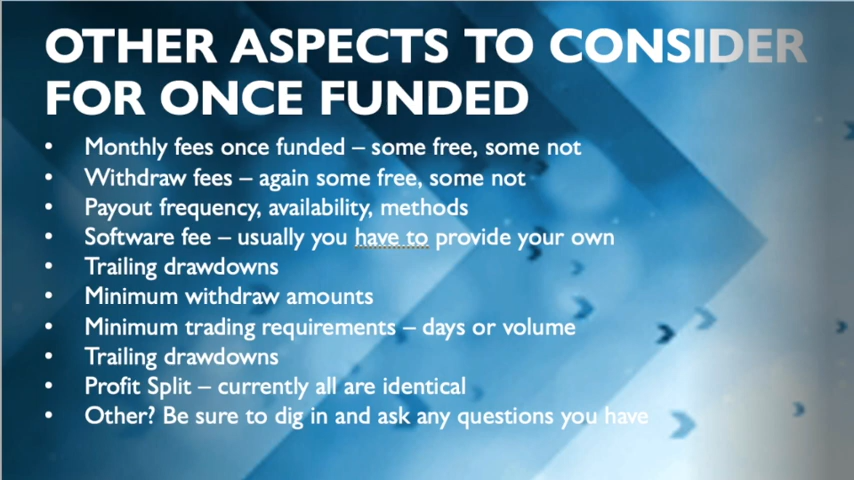 OTHER ASPECTS TO CONSIDER
FOR ONCE FUNDED
• Monthly fees once funded – some free, some not
• Withdraw fees – again some free, some not
• Payout frequency, availability, methods
• Software fee – usually you have to provide your own
• Trailing drawdowns
• Minimum withdraw amounts
• Minimum trading requirements – days or volume
• Trailing drawdowns
• Profit Split – currently all are identical
• Other? Be sure to dig in and ask any questions you have